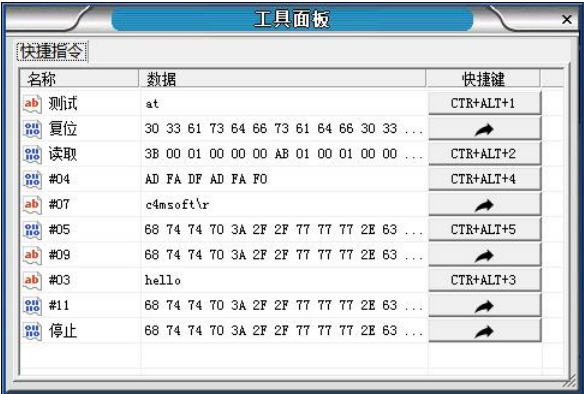 工具面板
快捷指令
名称 数据 快捷键
测试 at CTR+ALT+1
复位 30 33 61 73 64 66 73 61 64 66 30 33 ...
读取 3B 00 01 00 00 00 AB 01 00 01 00 00 ... CTR+ALT+2
#04 AD FA DF AD FA F0 CTR+ALT+4
#07 c4msoft\r
#05 68 74 74 70 3A 2F 2F 77 77 77 2E 63 ... CTR+ALT+5
#09 68 74 74 70 3A 2F 2F 77 77 77 2E 63 ...
#03 hello CTR+ALT+3
#11 68 74 74 70 3A 2F 2F 77 77 77 2E 63 ...
停止 68 74 74 70 3A 2F 2F 77 77 77 2E 63 ...